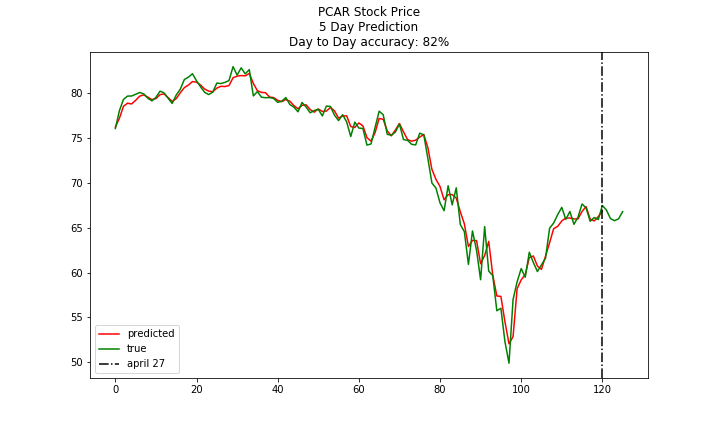 PCAR Stock Price
5 Day Prediction
Day to Day accuracy: 82%
80
75
70
65
60
55
50
predicted
true
april 27
0
20
40
60
80
100
120